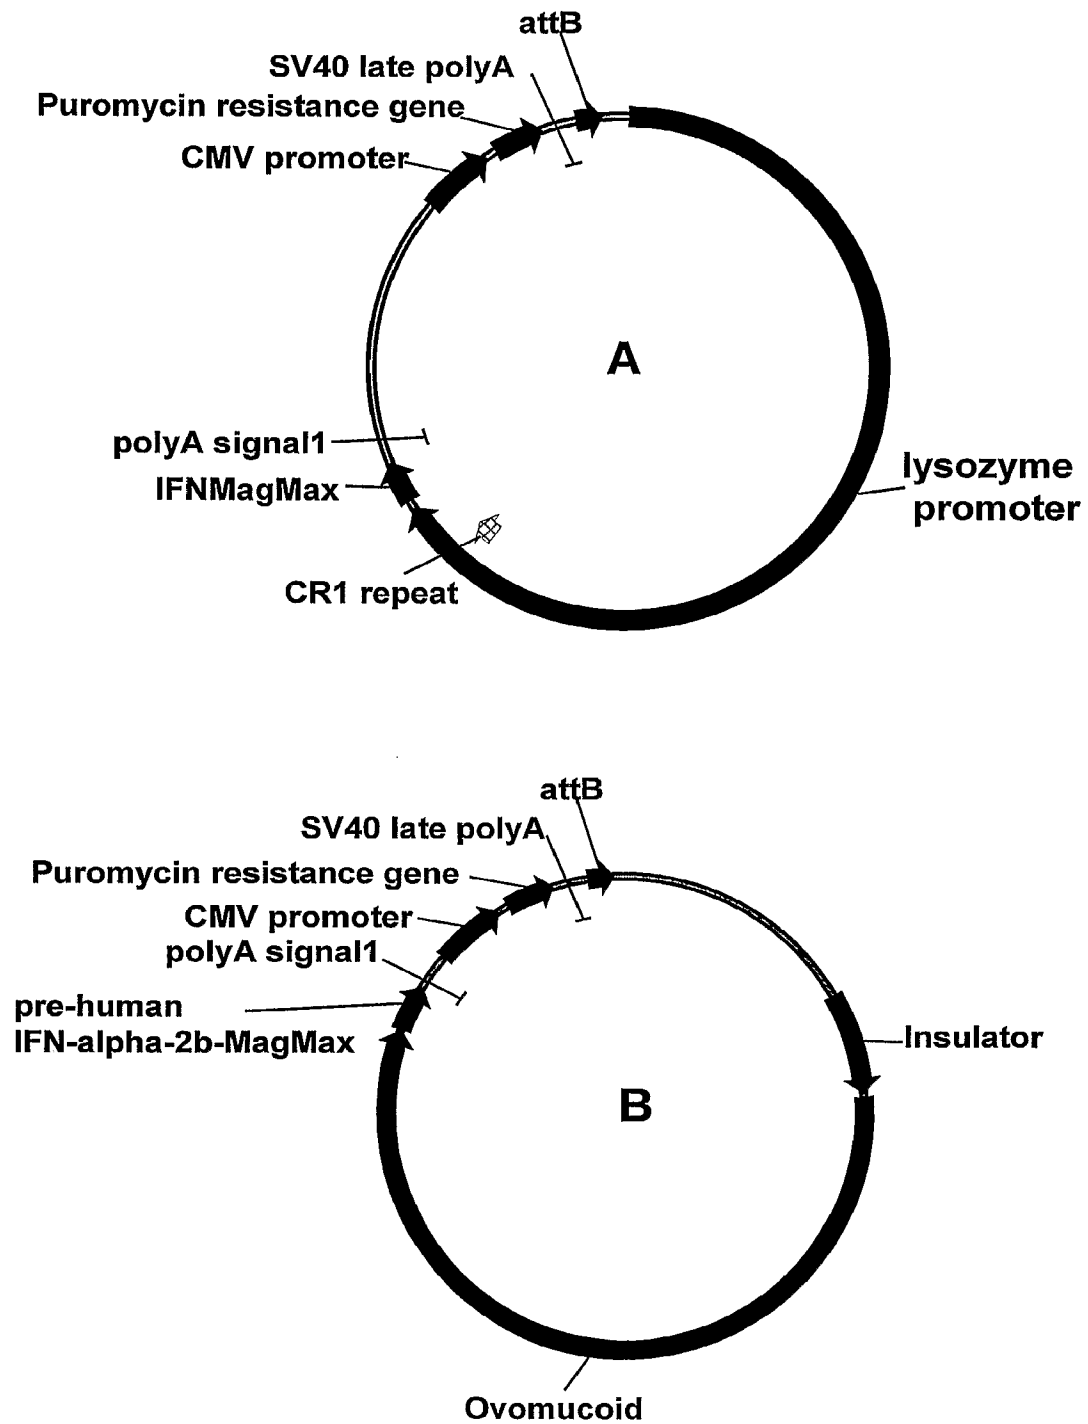 attB
SV40 late polyA
Puromycin resistance gene
CMV promoter
A
polyA signal1
IFNMagMax
lysozyme
promoter
CR1 repeat
attB
SV40 late polyA
Puromycin resistance gene
CMV promoter
polyA signal1
pre-human
IFN-alpha-2b-MagMax
Insulator
B
Ovomucoid